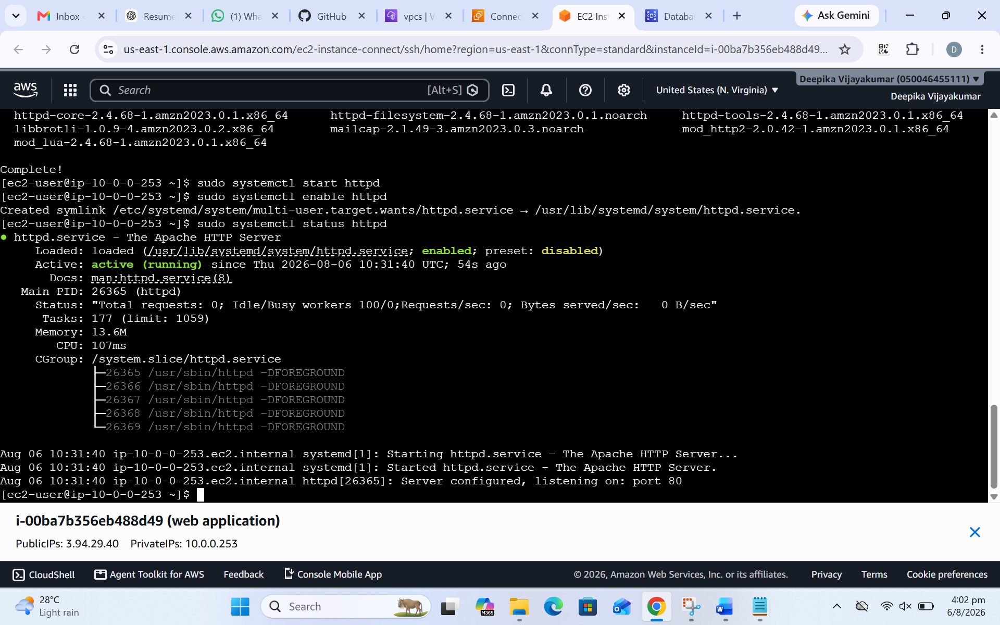 Inbox -
Resume
(1) Wha
GitHub
vpcs | V
Connec
EC2 Inst
Databas
Ask Gemini
us-east-1.console.aws.amazon.com/ec2-instance-connect/ssh/home?region=us-east-1&connType=standard&instanceId=i-00ba7b356eb488d49...
D
aws
Search
[Alt+S]
United States (N. Virginia)
Deepika Vijayakumar (050046455111)
Deepika Vijayakumar
httpd-core-2.4.68-1.amzn2023.0.1.x86_64 httpd-filesystem-2.4.68-1.amzn2023.0.1.noarch httpd-tools-2.4.68-1.amzn2023.0.1.x86_64
libbrotli-1.0.9-4.amzn2023.0.2.x86_64 mailcap-2.1.49-3.amzn2023.0.3.noarch mod_http2-2.0.42-1.amzn2023.0.1.x86_64
mod_lua-2.4.68-1.amzn2023.0.1.x86_64
Complete!
[ec2-user@ip-10-0-0-253 ~]$ sudo systemctl start httpd
[ec2-user@ip-10-0-0-253 ~]$ sudo systemctl enable httpd
Created symlink /etc/systemd/system/multi-user.target.wants/httpd.service → /usr/lib/systemd/system/httpd.service.
[ec2-user@ip-10-0-0-253 ~]$ sudo systemctl status httpd
● httpd.service - The Apache HTTP Server
Loaded: loaded (/usr/lib/systemd/system/httpd.service; enabled; preset: disabled)
Active: active (running) since Thu 2026-08-06 10:31:40 UTC; 54s ago
Docs: man:httpd.service(8)
Main PID: 26365 (httpd)
Status: "Total requests: 0; Idle/Busy workers 100/0;Requests/sec: 0; Bytes served/sec:   0 B/sec"
Tasks: 177 (limit: 1059)
Memory: 13.6M
CPU: 107ms
CGroup: /system.slice/httpd.service
├─26365 /usr/sbin/httpd -DFOREGROUND
├─26366 /usr/sbin/httpd -DFOREGROUND
├─26367 /usr/sbin/httpd -DFOREGROUND
├─26368 /usr/sbin/httpd -DFOREGROUND
└─26369 /usr/sbin/httpd -DFOREGROUND
Aug 06 10:31:40 ip-10-0-0-253.ec2.internal systemd[1]: Starting httpd.service - The Apache HTTP Server...
Aug 06 10:31:40 ip-10-0-0-253.ec2.internal systemd[1]: Started httpd.service - The Apache HTTP Server.
Aug 06 10:31:40 ip-10-0-0-253.ec2.internal httpd[26365]: Server configured, listening on: port 80
[ec2-user@ip-10-0-0-253 ~]$
i-00ba7b356eb488d49 (web application)
PublicIPs: 3.94.29.40 PrivateIPs: 10.0.0.253
CloudShell
Agent Toolkit for AWS
Feedback
Console Mobile App
© 2026, Amazon Web Services, Inc. or its affiliates.
Privacy
Terms
Cookie preferences
28°C
Light rain
Search
M365
4:02 pm
6/8/2026